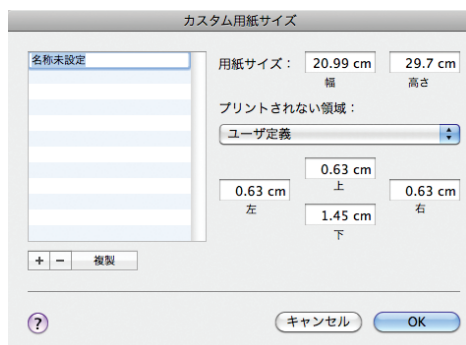 カスタム用紙サイズ
名称未設定
用紙サイズ： 20.99 cm 29.7 cm
幅 高さ
プリントされない領域：
ユーザ定義
0.63 cm
上
0.63 cm 0.63 cm
左 右
1.45 cm
下
+ − 複製
? キャンセル OK